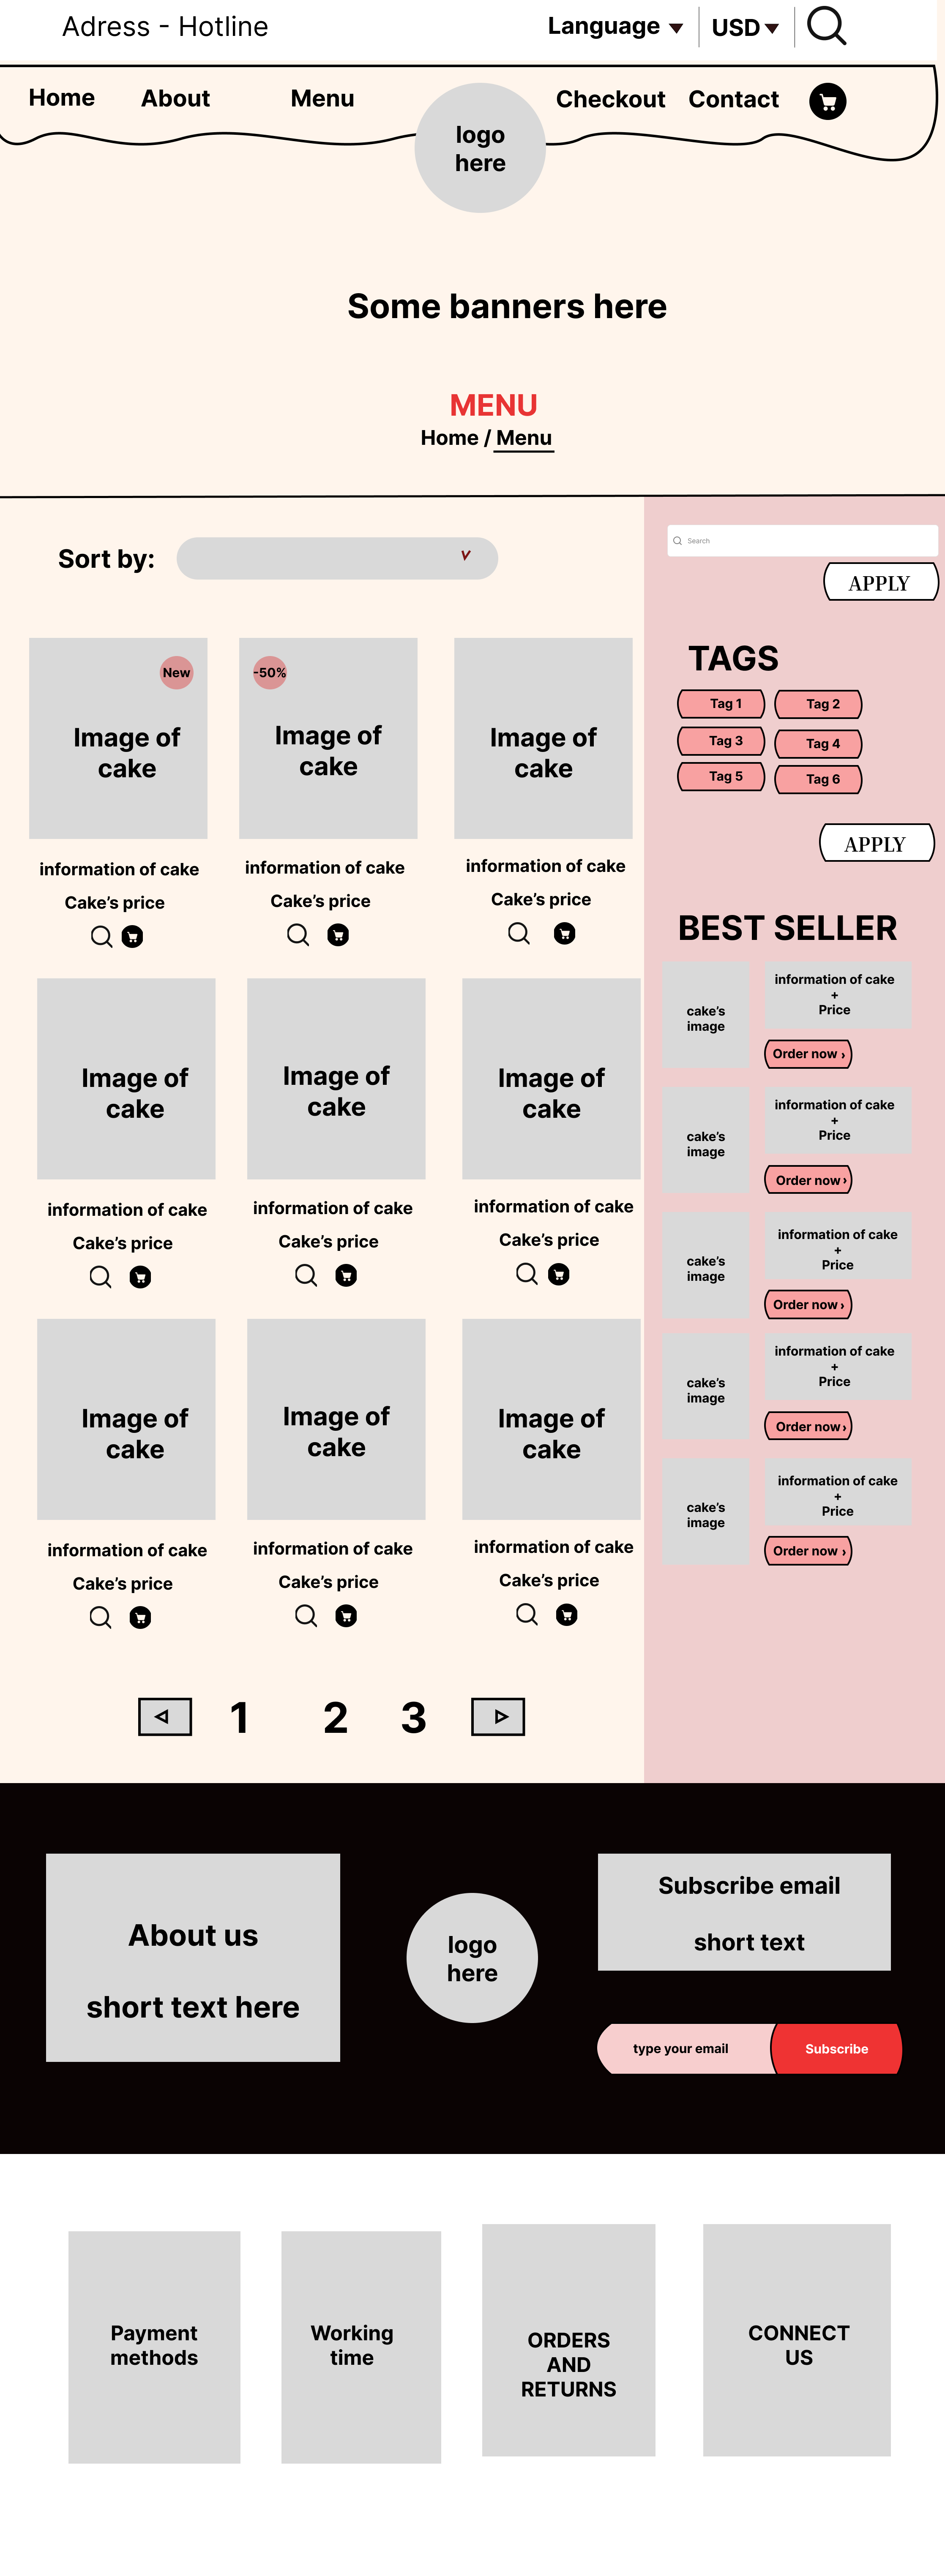 Adress - Hotline
Language
USD
Home
About
Menu
logo
here
Checkout
Contact
Some banners here
MENU
Home / Menu
Sort by:
Search
APPLY
New
Image of
cake
-50%
Image of
cake
Image of
cake
information of cake
Cake’s price
information of cake
Cake’s price
information of cake
Cake’s price
Image of
cake
Image of
cake
Image of
cake
information of cake
Cake’s price
information of cake
Cake’s price
information of cake
Cake’s price
Image of
cake
Image of
cake
Image of
cake
information of cake
Cake’s price
information of cake
Cake’s price
information of cake
Cake’s price
1
2
3
TAGS
Tag 1
Tag 2
Tag 3
Tag 4
Tag 5
Tag 6
APPLY
BEST SELLER
cake’s
image
information of cake
+
Price
Order now ›
cake’s
image
information of cake
+
Price
Order now ›
cake’s
image
information of cake
+
Price
Order now ›
cake’s
image
information of cake
+
Price
Order now ›
cake’s
image
information of cake
+
Price
Order now ›
About us
short text here
logo
here
Subscribe email
short text
type your email
Subscribe
Payment
methods
Working
time
ORDERS
AND
RETURNS
CONNECT
US